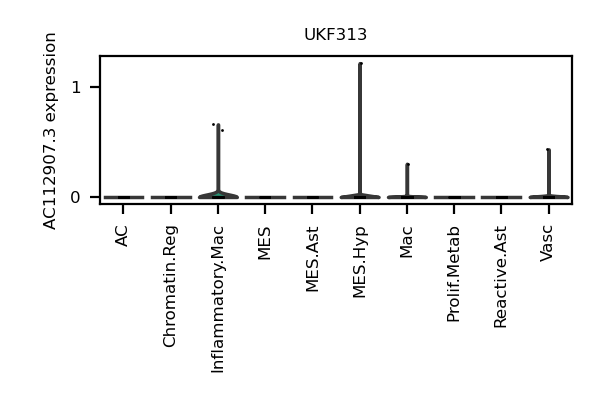 UKF313
AC112907.3 expression
1
0
AC
Chromatin.Reg
Inflammatory.Mac
MES
MES.Ast
MES.Hyp
Mac
Prolif.Metab
Reactive.Ast
Vasc